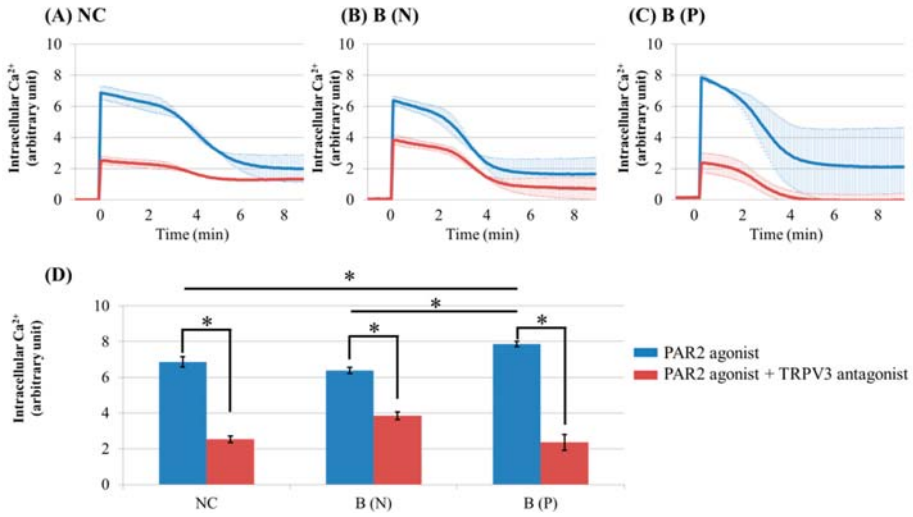 (A) NC
(B) B (N)
(C) B (P)
Intracellular Ca²⁺
(arbitrary unit)
10
8
6
4
2
0
0 2 4 6 8
Time (min)
Intracellular Ca²⁺
(arbitrary unit)
10
8
6
4
2
0
0 2 4 6 8
Time (min)
Intracellular Ca²⁺
(arbitrary unit)
10
8
6
4
2
0
0 2 4 6 8
Time (min)
(D)
Intracellular Ca²⁺
(arbitrary unit)
10
8
6
4
2
0
*
*
*
*
*
NC B (N) B (P)
PAR2 agonist
PAR2 agonist + TRPV3 antagonist